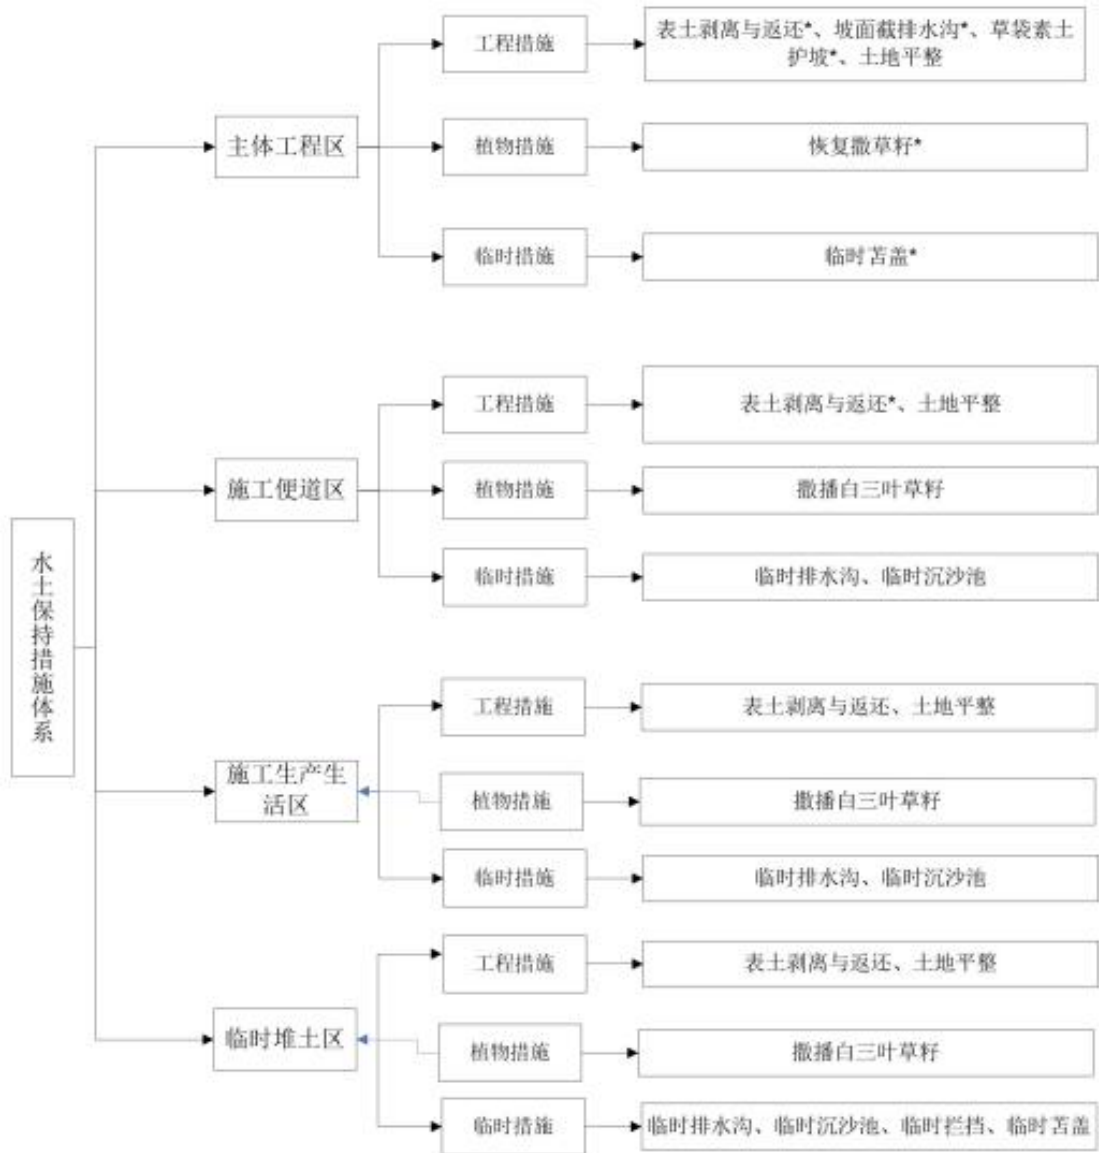 水土保持措施体系
主体工程区
工程措施
表土剥离与返还*、坡面截排水沟*、草袋素土
护坡*、土地平整
植物措施
恢复撒草籽*
临时措施
临时苫盖*
施工便道区
工程措施
表土剥离与返还*、土地平整
植物措施
撒播白三叶草籽
临时措施
临时排水沟、临时沉沙池
施工生产生
活区
工程措施
表土剥离与返还、土地平整
植物措施
撒播白三叶草籽
临时措施
临时排水沟、临时沉沙池
临时堆土区
工程措施
表土剥离与返还、土地平整
植物措施
撒播白三叶草籽
临时措施
临时排水沟、临时沉沙池、临时拦挡、临时苫盖